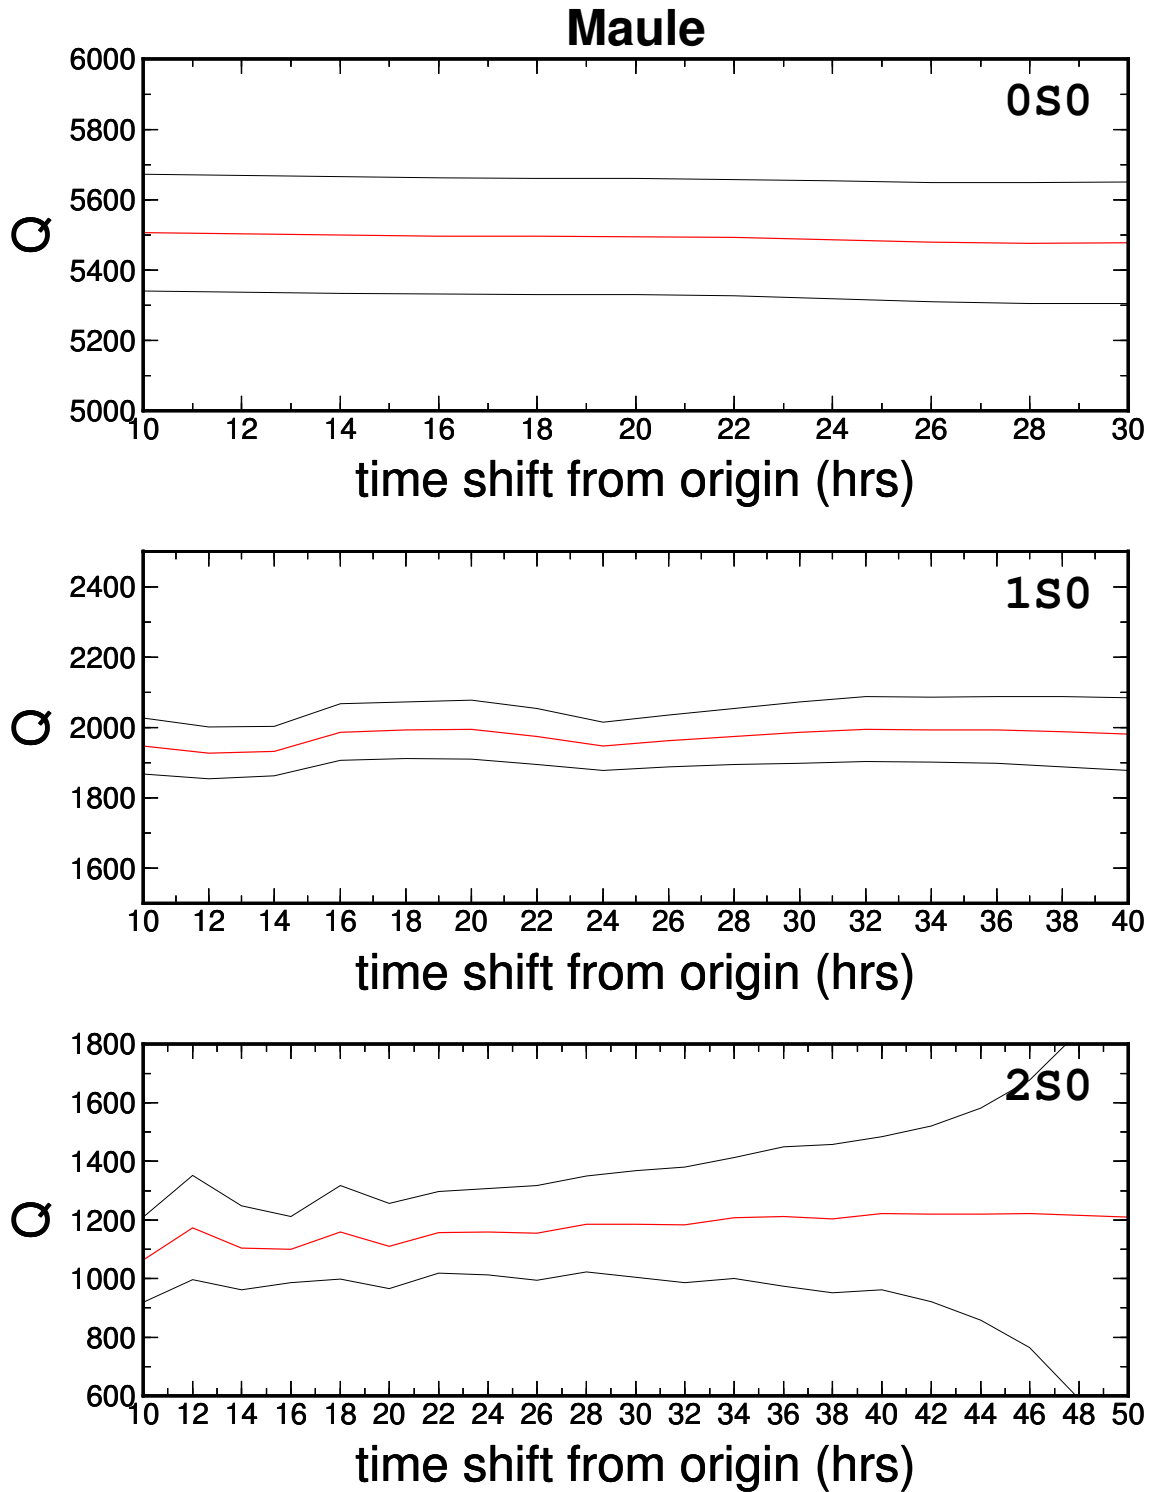 Maule
6000
5800
5600
5400
5200
5000
Q
0S0
10 12 14 16 18 20 22 24 26 28 30
time shift from origin (hrs)
2400
2200
2000
1800
1600
Q
1S0
10 12 14 16 18 20 22 24 26 28 30 32 34 36 38 40
time shift from origin (hrs)
1800
1600
1400
1200
1000
800
600
Q
2S0
10 12 14 16 18 20 22 24 26 28 30 32 34 36 38 40 42 44 46 48 50
time shift from origin (hrs)